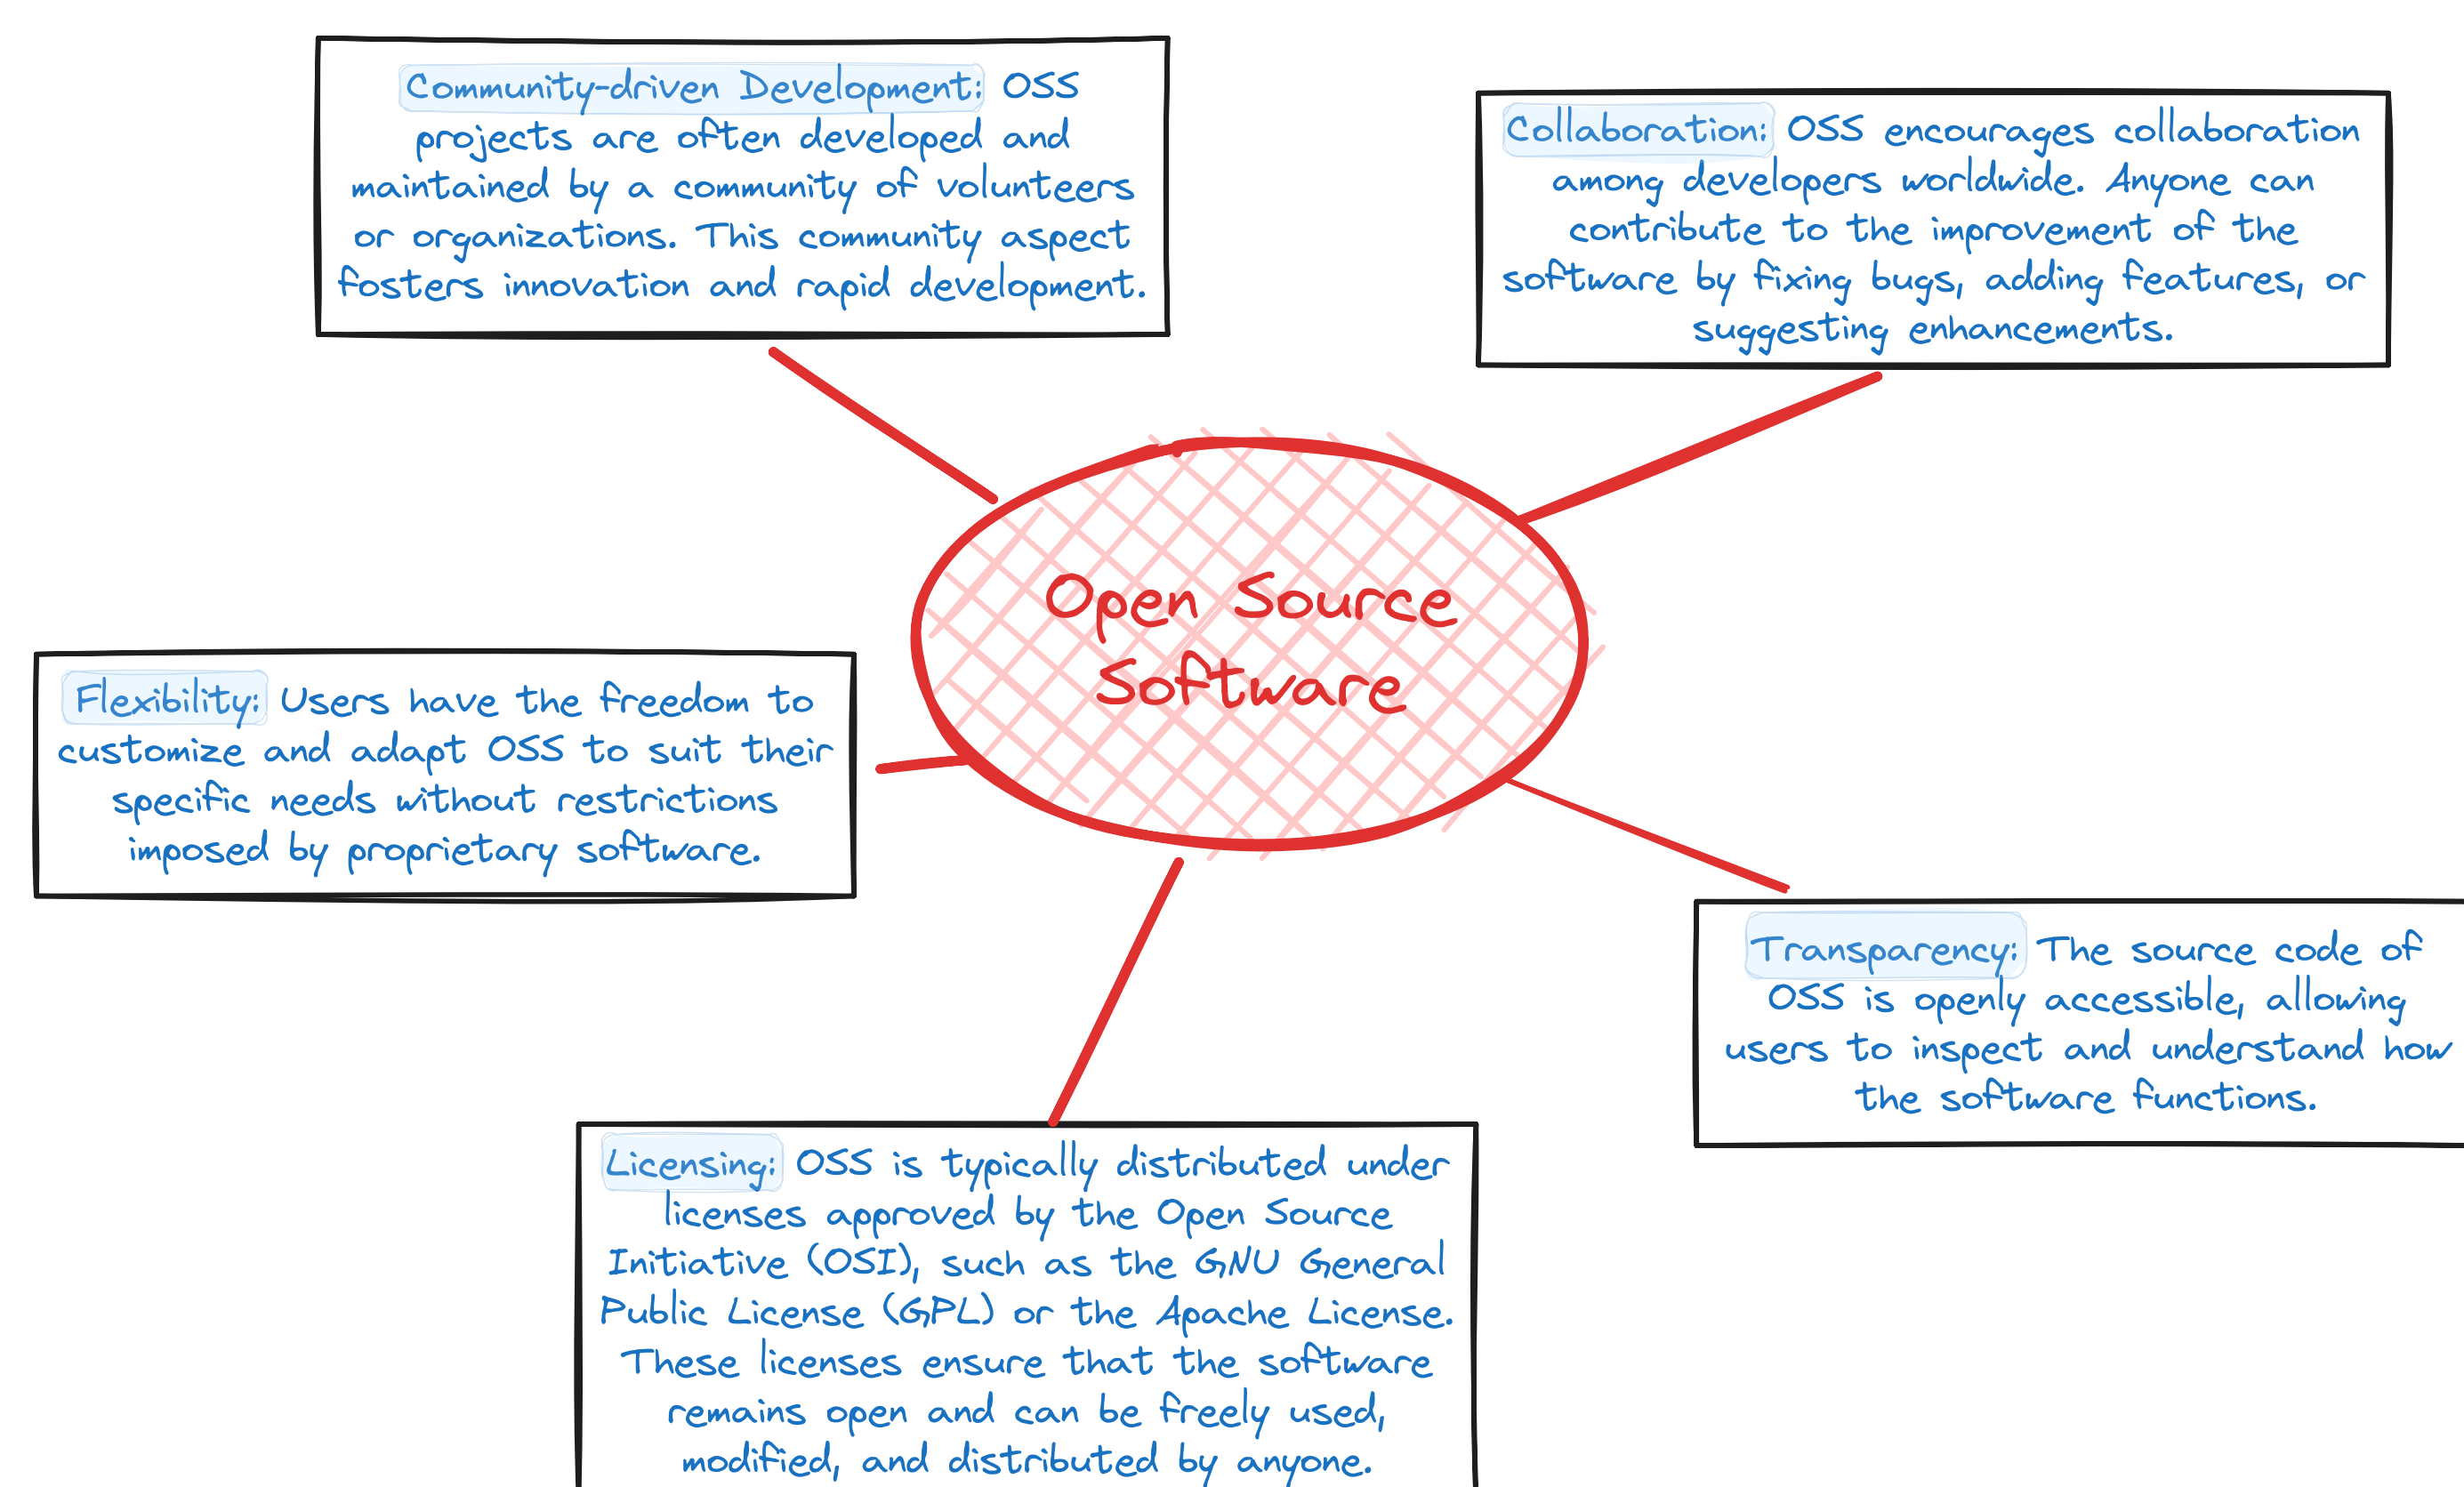 Community-driven Development: OSS
projects are often developed and
maintained by a community of volunteers
or organizations. This community aspect
fosters innovation and rapid development.
Collaboration: OSS encourages collaboration
among developers worldwide. Anyone can
contribute to the improvement of the
software by fixing bugs, adding features, or
suggesting enhancements.
Open Source
Software
Flexibility: Users have the freedom to
customize and adapt OSS to suit their
specific needs without restrictions
imposed by proprietary software.
Transparency: The source code of
OSS is openly accessible, allowing
users to inspect and understand how
the software functions.
Licensing: OSS is typically distributed under
licenses approved by the Open Source
Initiative (OSI), such as the GNU General
Public License (GPL) or the Apache License.
These licenses ensure that the software
remains open and can be freely used,
modified, and distributed by anyone.